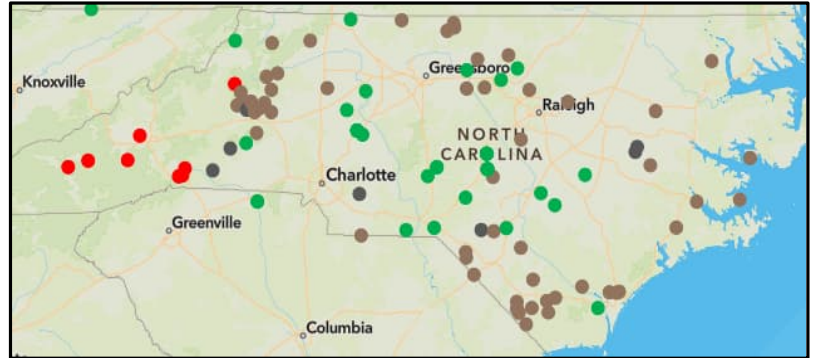 Greensboro
Knoxville
Raleigh
NORTH
CAROLINA
Charlotte
Greenville
Columbia